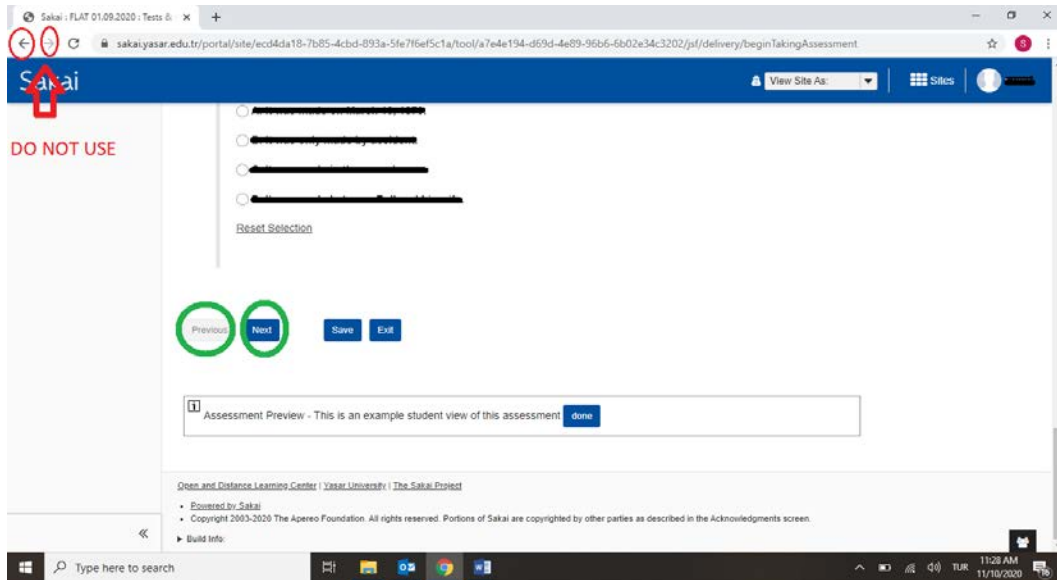 Sakai : FLAT 01.09.2020 : Tests &
sakai.yasar.edu.tr/portal/site/ecd4da18-7b85-4cbd-893a-5fe7f6ef5c1a/tool/a7e4e194-d69d-4e89-96b6-6b02e34c3202/jsf/delivery/beginTakingAssessment
S
Sakai
View Site As:
Sites
DO NOT USE
Reset Selection
Previous
Next
Save
Exit
Assessment Preview - This is an example student view of this assessment
done
Open and Distance Learning Center | Yasar University | The Sakai Project
• Powered by Sakai
• Copyright 2003-2020 The Apereo Foundation. All rights reserved. Portions of Sakai are copyrighted by other parties as described in the Acknowledgments screen.
Build Info:
Type here to search
TUR
11:28 AM
11/10/2020